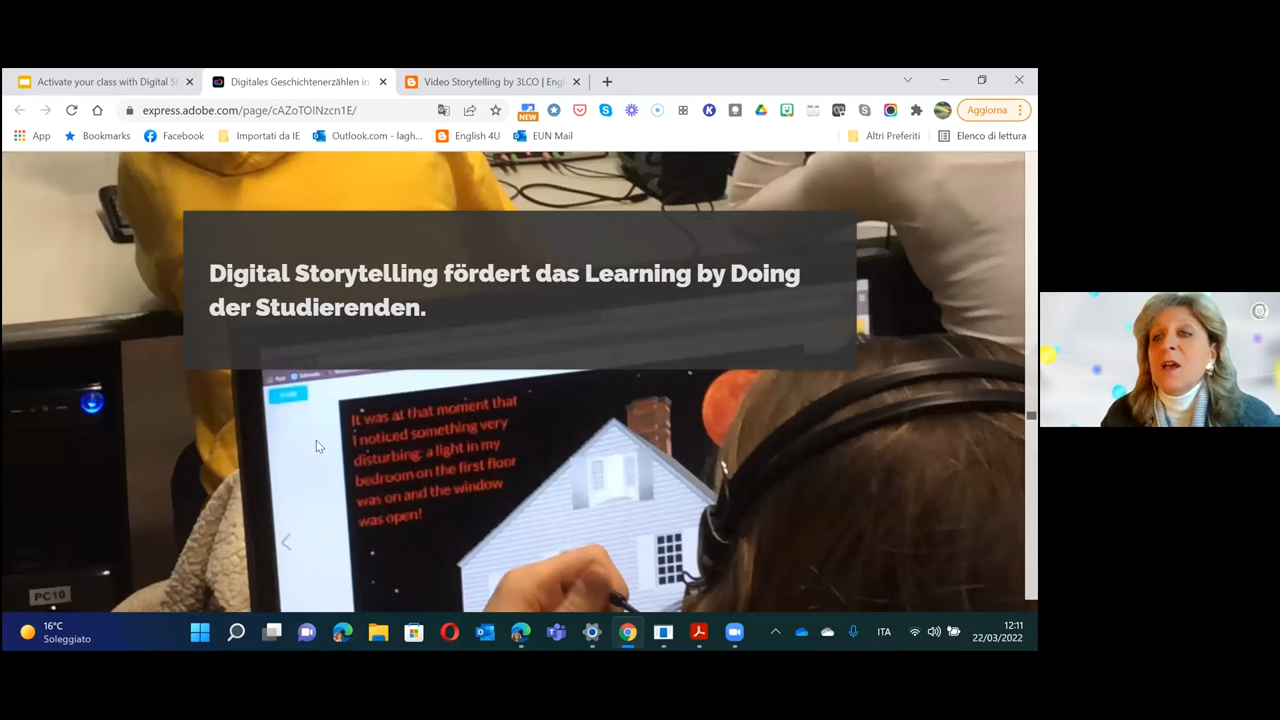 Activate your class with Digital St
Digitales Geschichtenerzählen in
Video Storytelling by 3LCO | Engl
express.adobe.com/page/cAZoTOINzcn1E/
NEW
Aggiorna
App
Bookmarks
Facebook
Importati da IE
Outlook.com - lagh...
English 4U
EUN Mail
Altri Preferiti
Elenco di lettura
Digital Storytelling fördert das Learning by Doing
der Studierenden.
It was at that moment that
I noticed something very
disturbing: a light in my
bedroom on the first floor
was on and the window
was open!
PC10
16°C
Soleggiato
ITA
12:11
22/03/2022